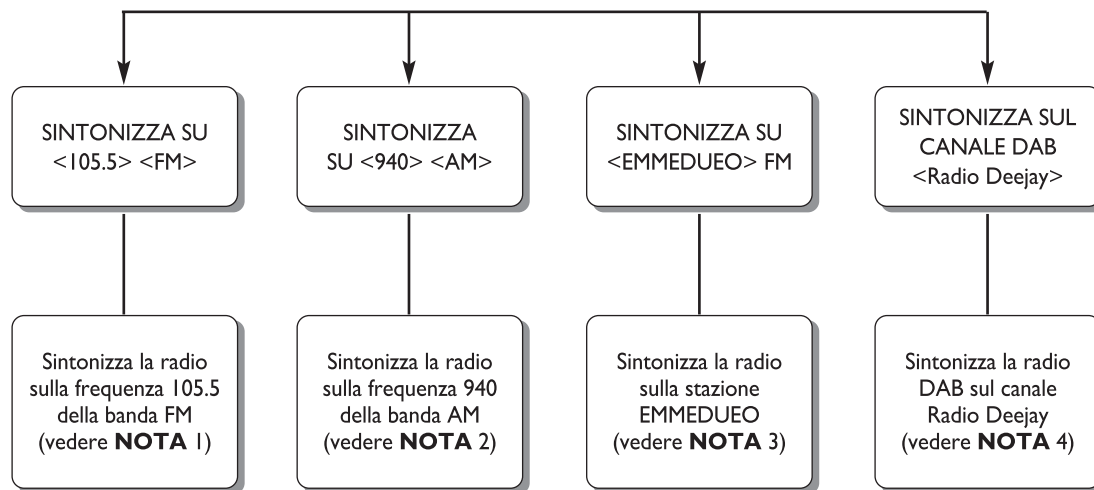 SINTONIZZA SU
<105.5> <FM>
SINTONIZZA
SU <940> <AM>
SINTONIZZA SU
<EMMEDUEO> FM
SINTONIZZA SUL
CANALE DAB
<Radio Deejay>
Sintonizza la radio
sulla frequenza 105.5
della banda FM
(vedere NOTA 1)
Sintonizza la radio
sulla frequenza 940
della banda AM
(vedere NOTA 2)
Sintonizza la radio
sulla stazione
EMMEDUEO
(vedere NOTA 3)
Sintonizza la radio
DAB sul canale
Radio Deejay
(vedere NOTA 4)